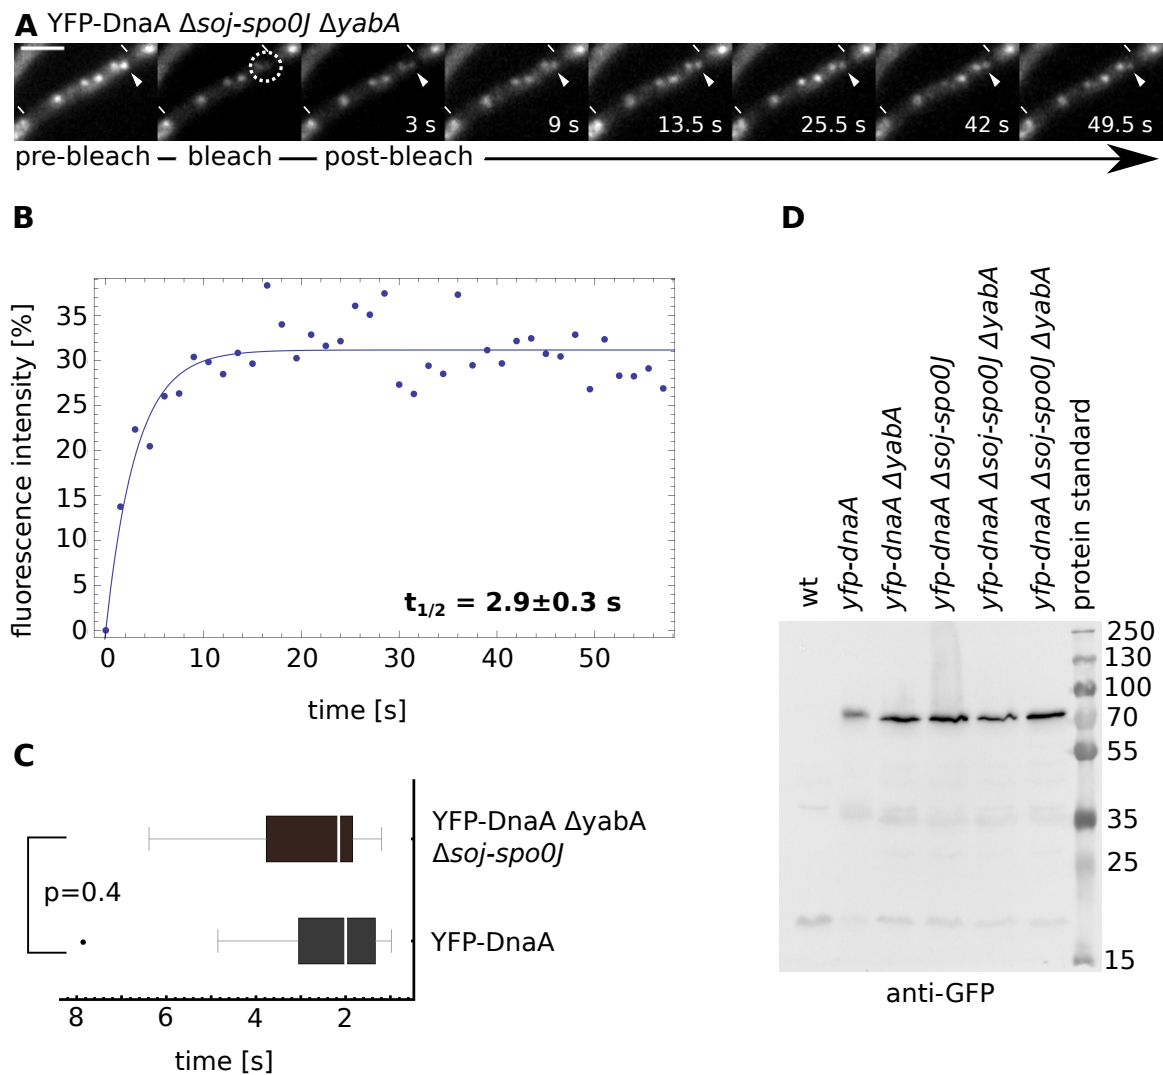 A YFP-DnaA Δsoj-spo0J ΔyabA
3 s 9 s 13.5 s 25.5 s 42 s 49.5 s
pre-bleach bleach post-bleach
B
fluorescence intensity [%]
35
30
25
20
15
10
5
0
t1/2 = 2.9±0.3 s
0 10 20 30 40 50
time [s]
C
YFP-DnaA ΔyabA
Δsoj-spo0J
p=0.4
YFP-DnaA
8 6 4 2
time [s]
D
wt
yfp-dnaA
yfp-dnaA ΔyabA
yfp-dnaA Δsoj-spo0J
yfp-dnaA Δsoj-spo0J ΔyabA
yfp-dnaA Δsoj-spo0J ΔyabA
protein standard
250
130
100
70
55
35
25
15
anti-GFP